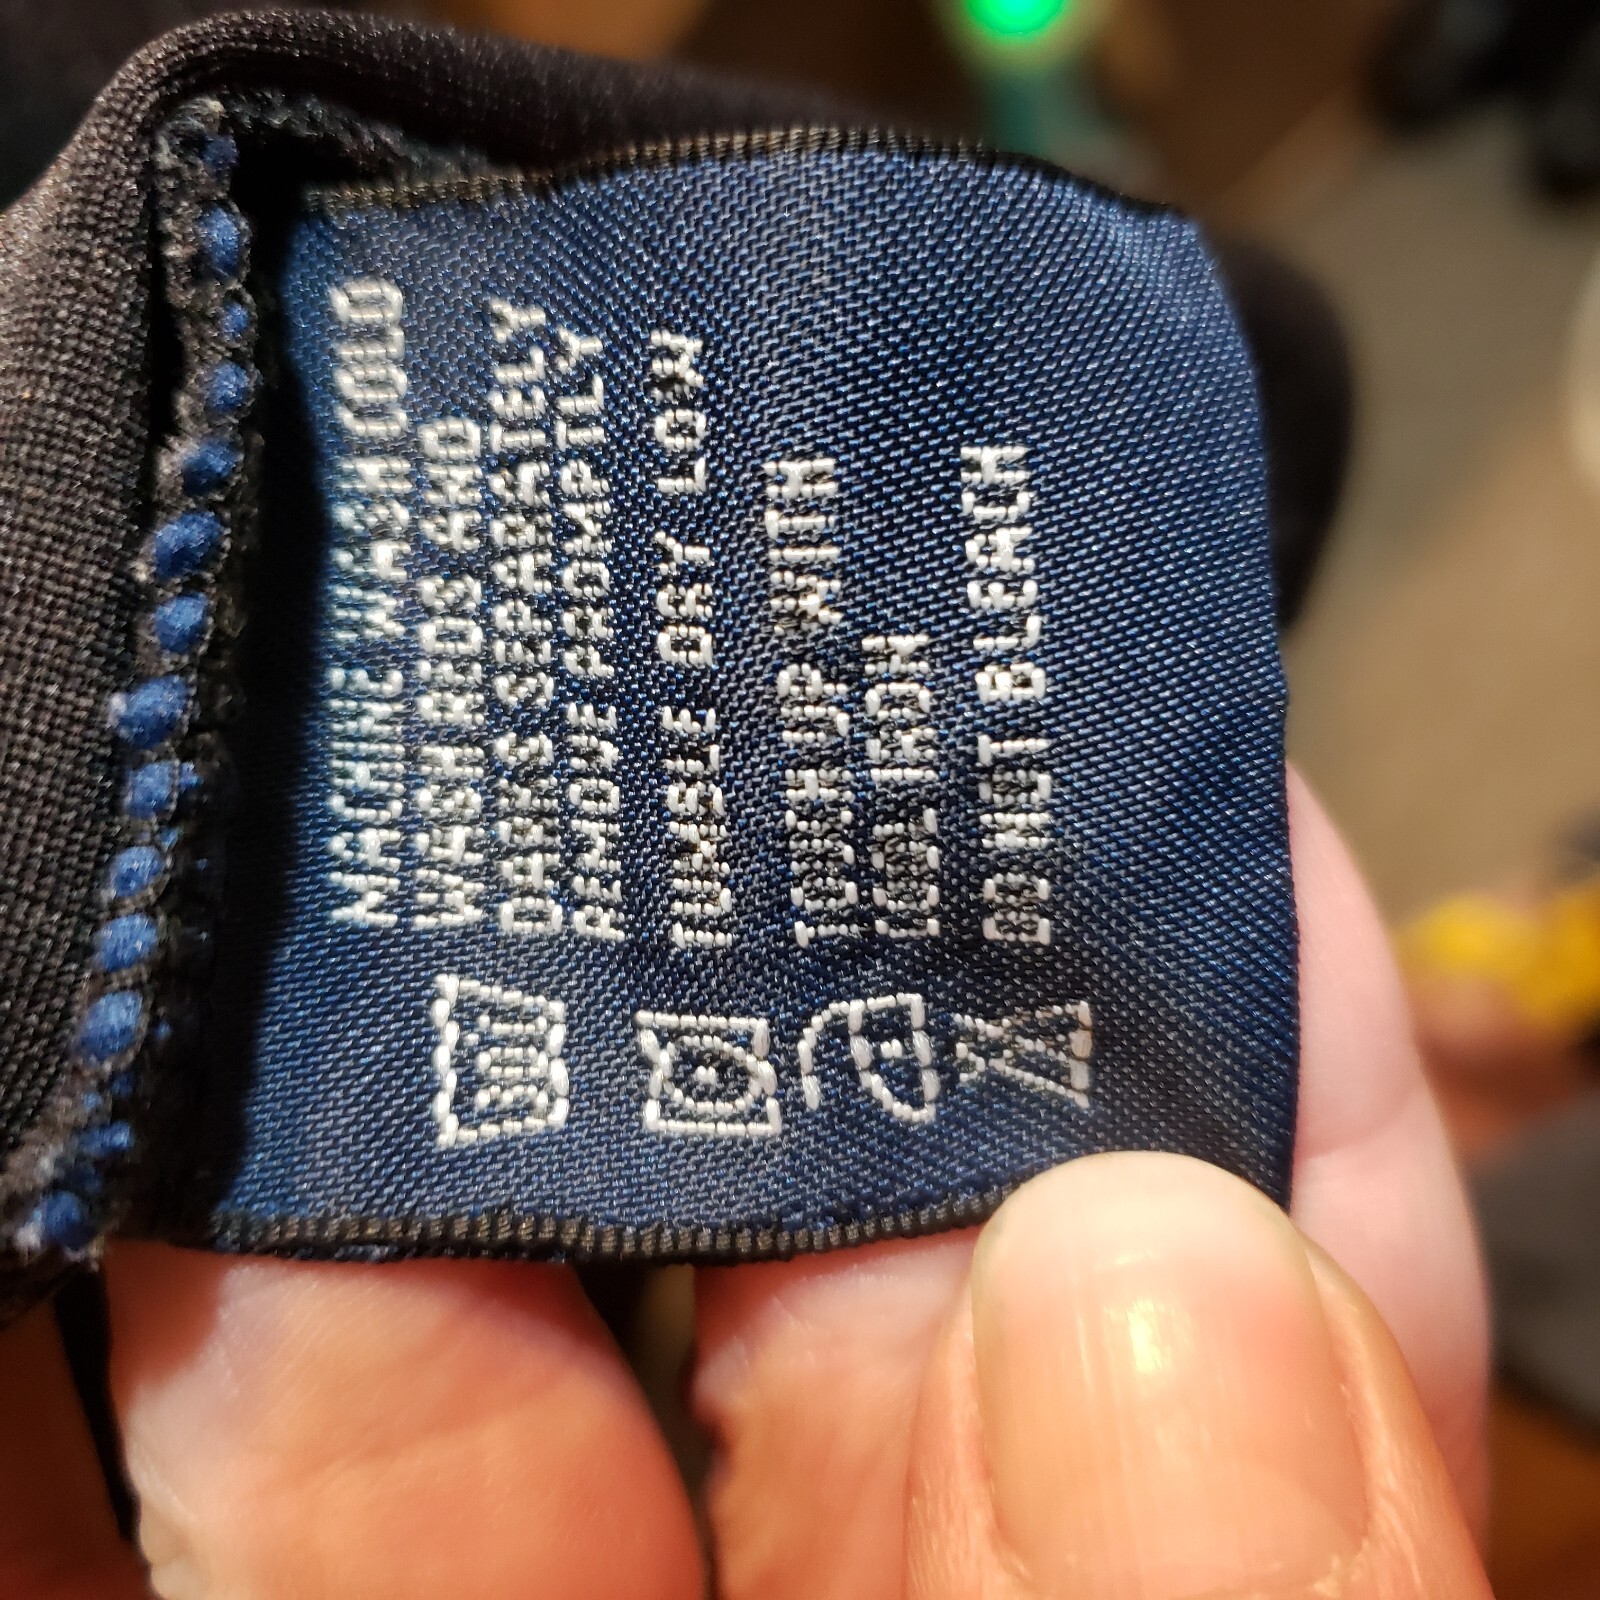 MACHINE WASH COLD
WASH REDS AND
DARKS SEPARATELY
REMOVE PROMPTLY
TUMBLE DRY LOW
TOUCH UP WITH
COOL IRON
DO NOT BLEACH
30°